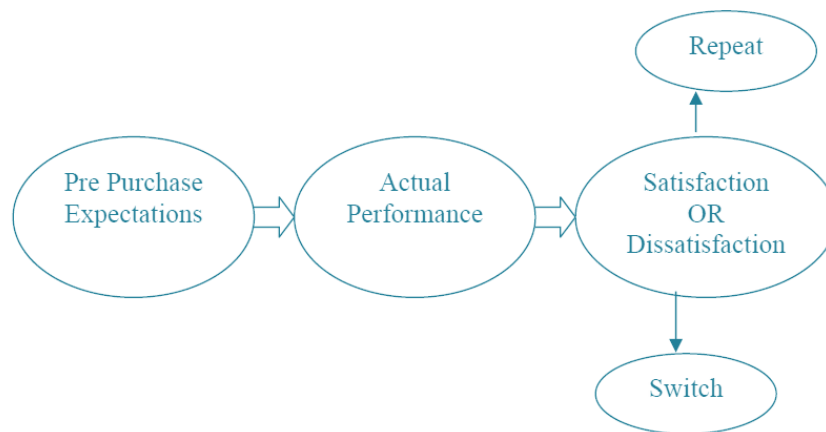 Repeat
Pre Purchase
Expectations
Actual
Performance
Satisfaction
OR
Dissatisfaction
Switch